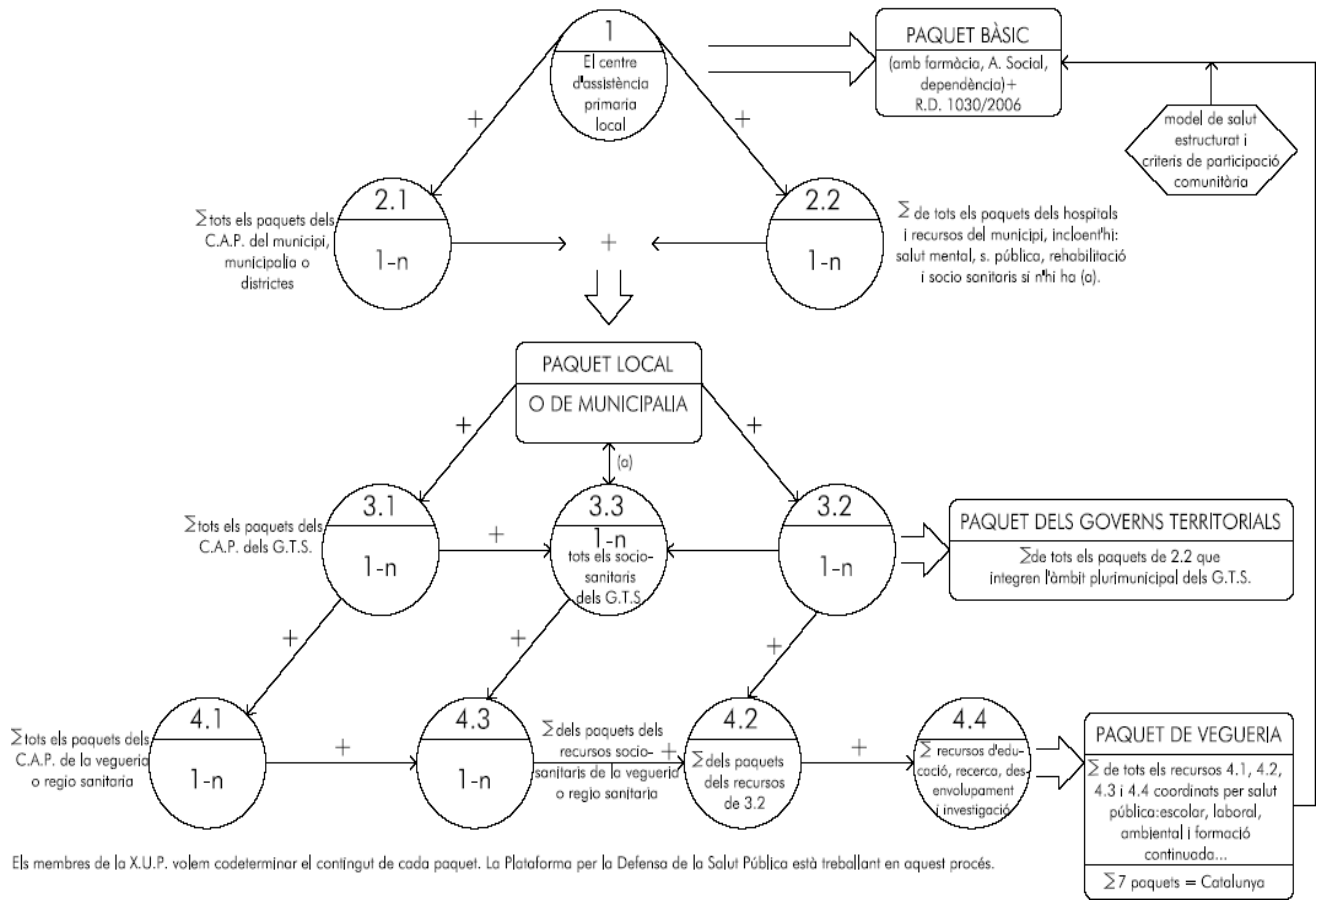 1
El centre
d'assistència
primaria
local
PAQUET BÀSIC
(amb farmàcia, A. Social,
dependència)+
R.D. 1030/2006
model de salut
estructurat i
criteris de participació
comunitària
+
+
∑tots els paquets dels
C.A.P. del municipi,
municipalia o
districtes
2.1
1-n
+
2.2
1-n
∑ de tots els paquets dels hospitals
i recursos del municipi, incloent'hi:
salut mental, s. pública, rehabilitació
i socio sanitaris si n'hi ha (a).
PAQUET LOCAL
O DE MUNICIPALIA
+
+
(a)
∑tots els paquets dels
C.A.P. dels G.T.S.
3.1
1-n
+
3.3
1-n
tots els socio-
sanitaris
dels G.T.S.
3.2
1-n
PAQUET DELS GOVERNS TERRITORIALS
∑de tots els paquets de 2.2 que
integren l'àmbit plurimunicipal dels G.T.S.
+
+
+
∑tots els paquets dels
C.A.P. de la vegueria
o regio sanitaria
4.1
1-n
+
4.3
1-n
∑dels paquets dels
recursos socio-
sanitaris de la vegueria
o regio sanitaria
+
4.2
∑dels paquets
dels recursos
de 3.2
+
4.4
∑ recursos d'edu-
cació, recerca, des-
envolupament
i investigació
PAQUET DE VEGUERIA
∑ de tots els recursos 4.1, 4.2,
4.3 i 4.4 coordinats per salut
pública:escolar, laboral,
ambiental i formació
continuada...
∑7 paquets = Catalunya
Els membres de la X.U.P. volem codeterminar el contingut de cada paquet. La Plataforma per la Defensa de la Salut Pública està treballant en aquest procés.